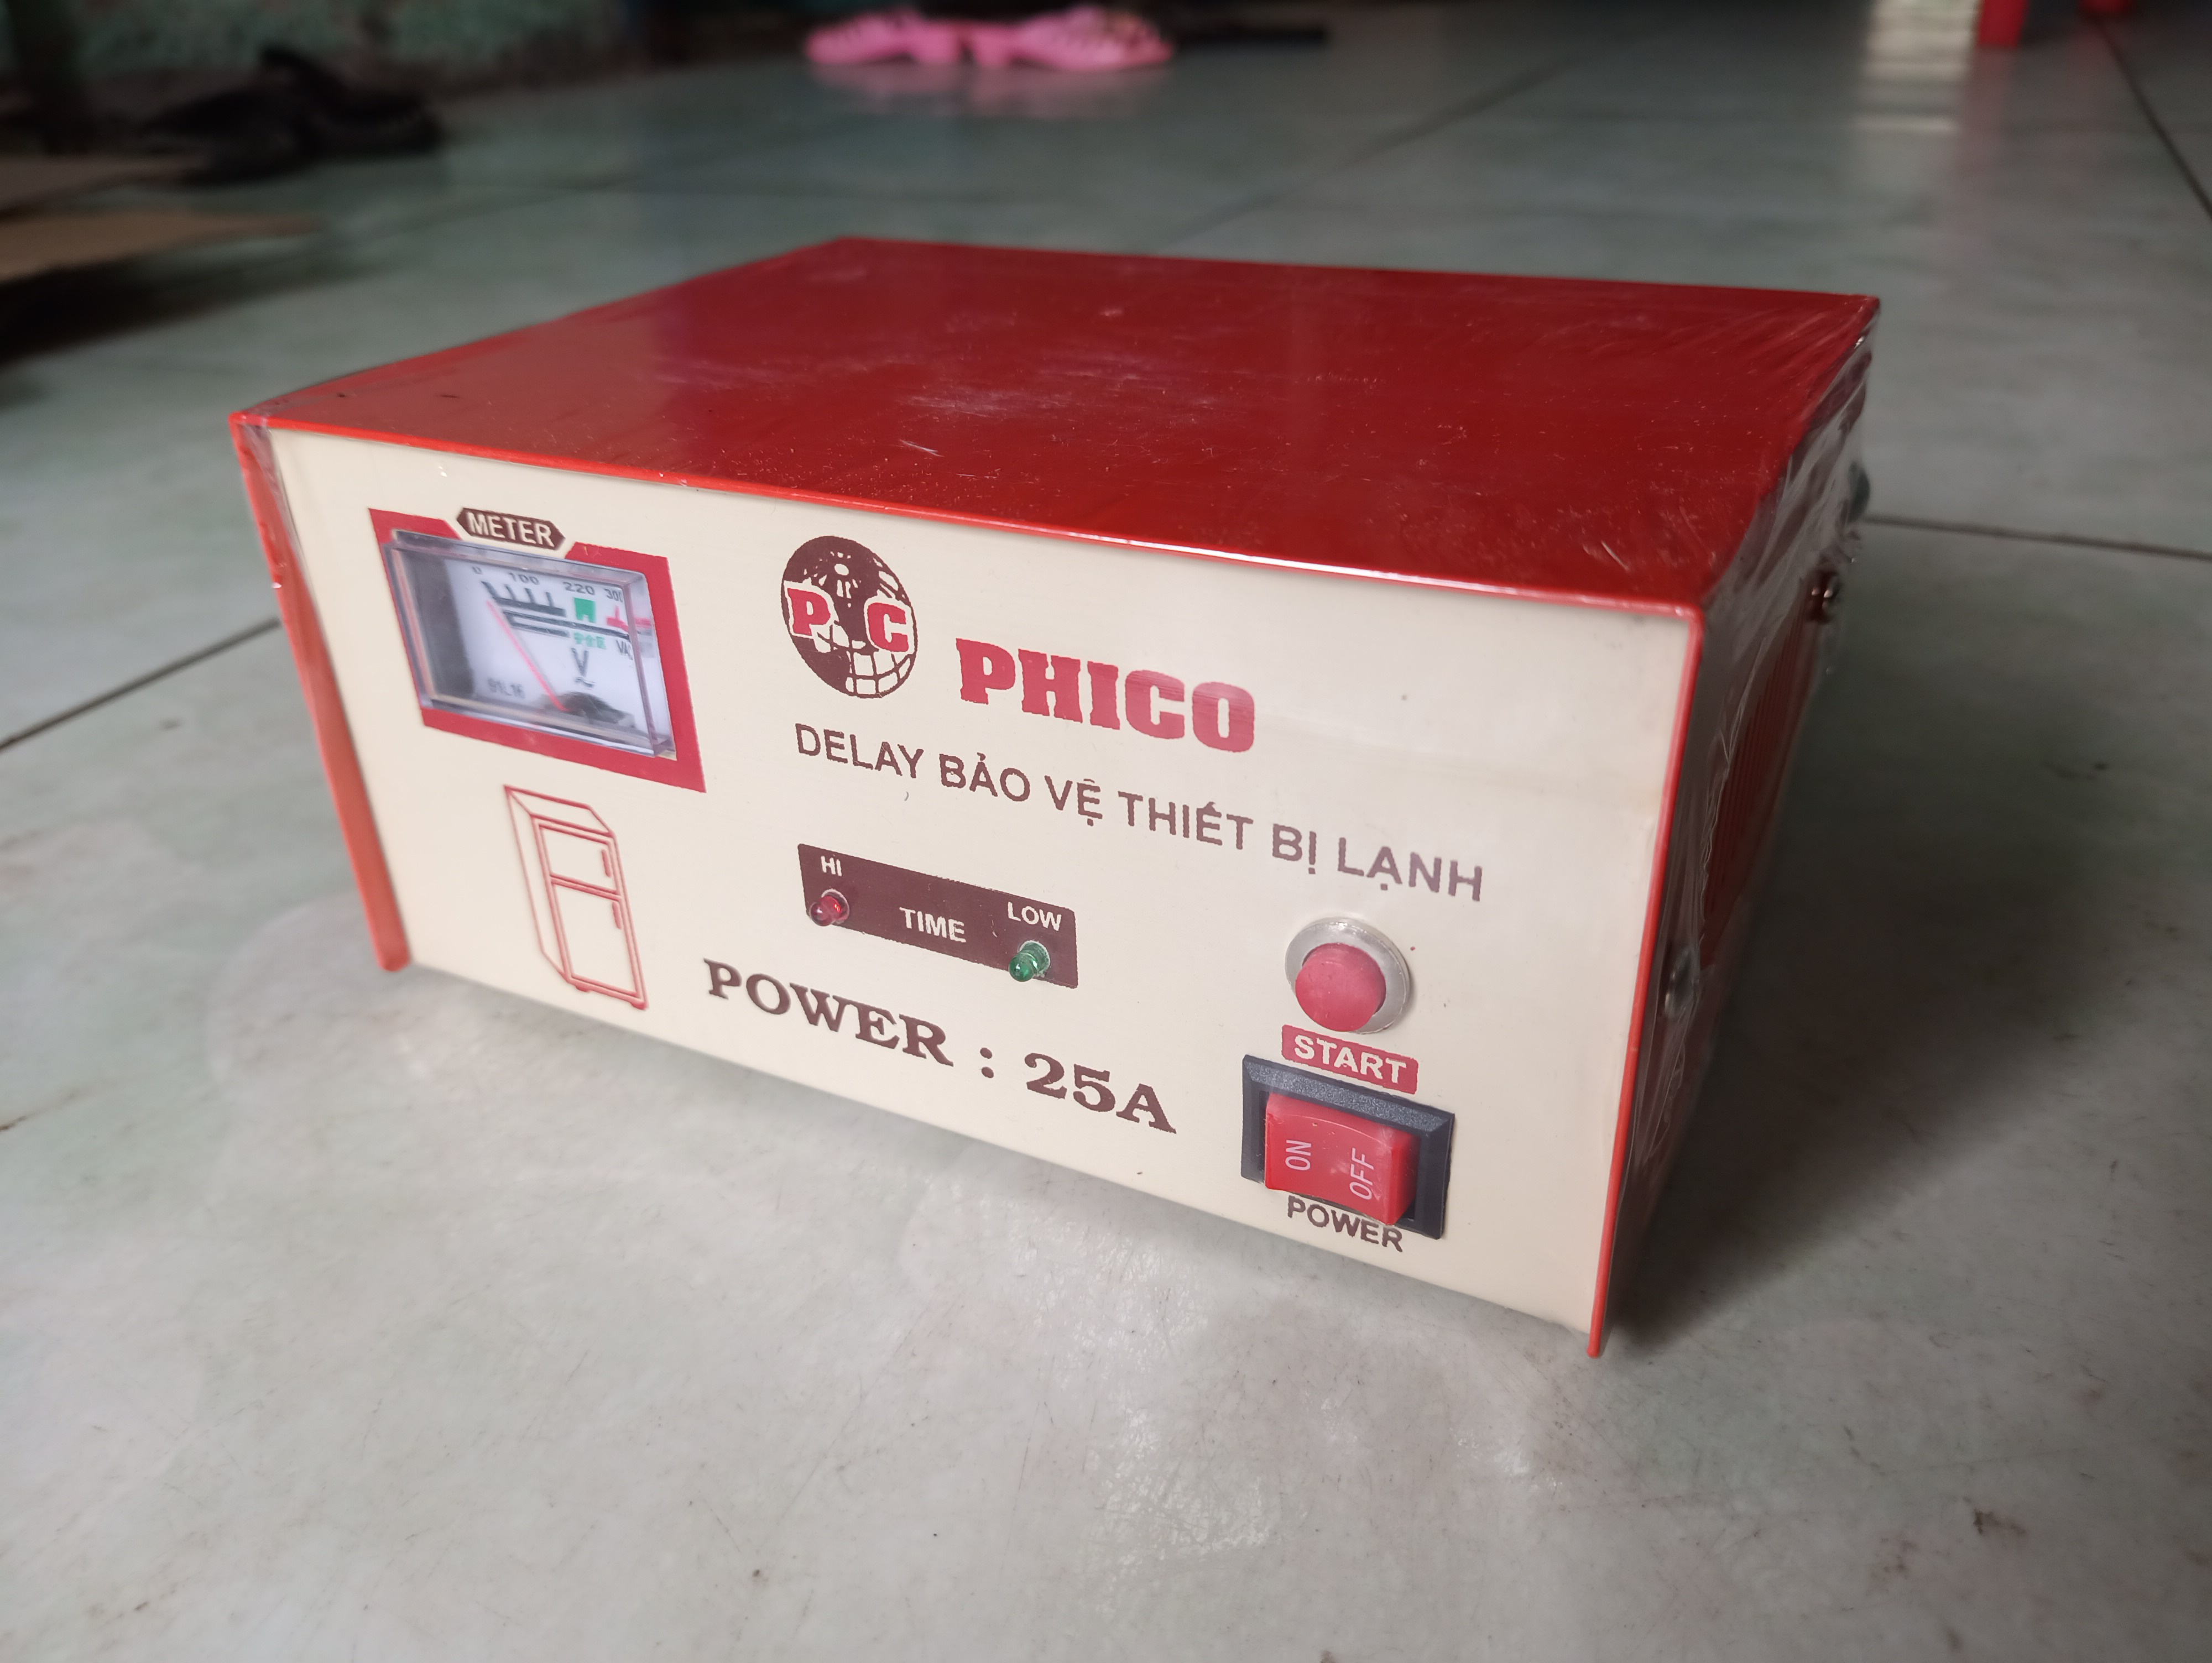 METER
0 100 220 300
V
91L16
P C
PHICO
DELAY BẢO VỆ THIẾT BỊ LẠNH
HI
TIME
LOW
POWER : 25A
START
ON OFF
POWER